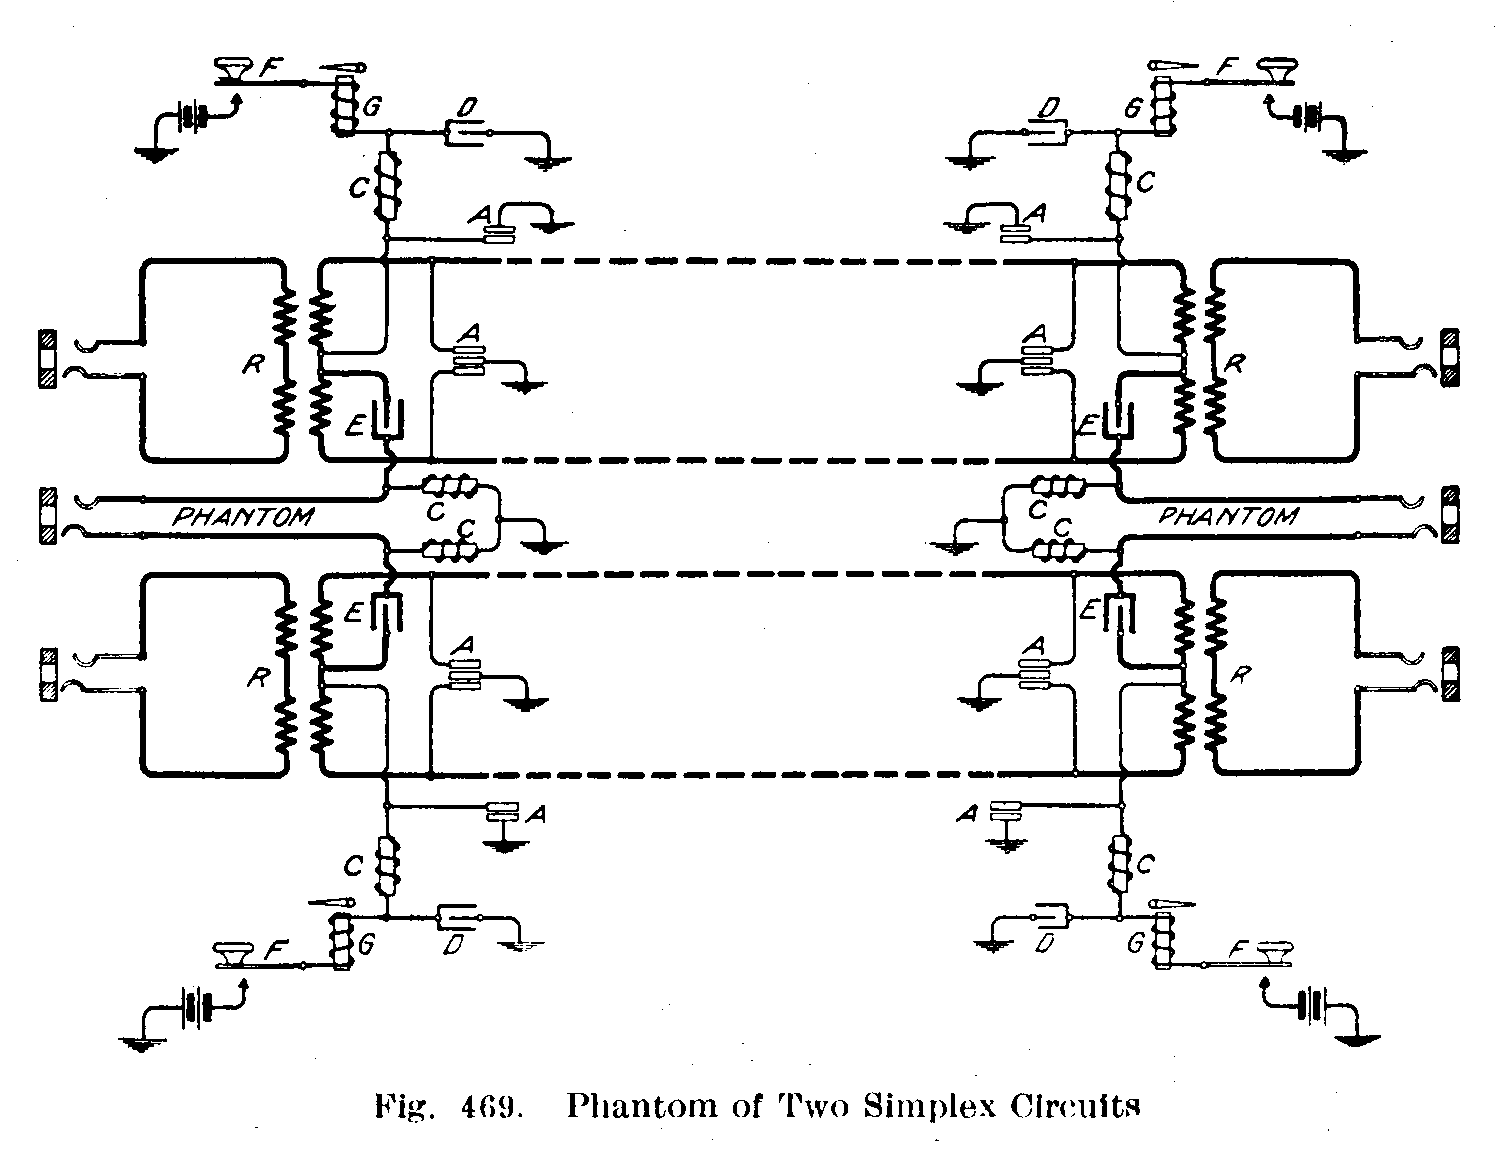 F F
G D D G
C C
A A
A A
R R
E E
C C
PHANTOM PHANTOM
C C
E E
A A
R R
A A
C C
G D D G
F F
Fig. 469. Phantom of Two Simplex Circuits